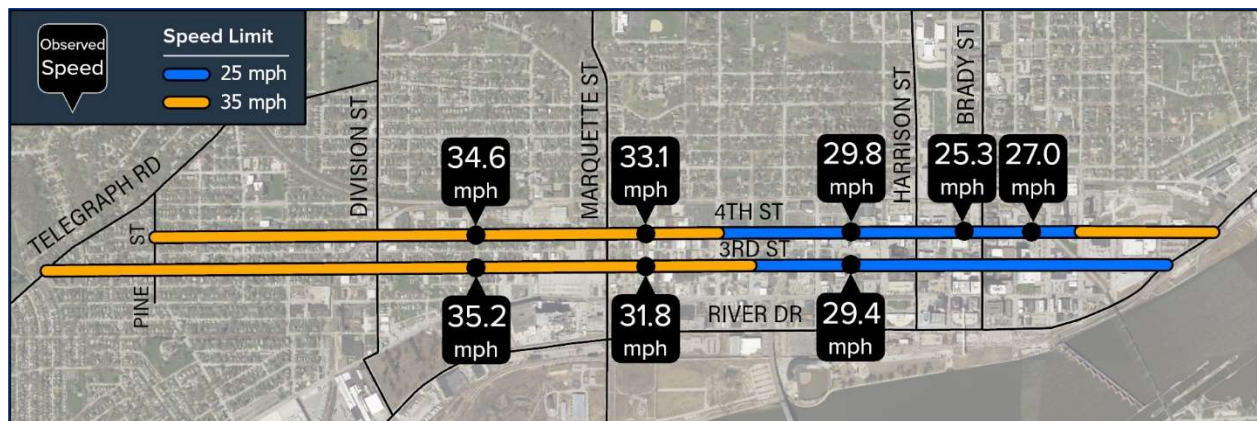 Observed
Speed
Speed Limit
25 mph
35 mph
TELEGRAPH RD
PINE ST
DIVISION ST
MARQUETTE ST
HARRISON ST
BRADY ST
34.6
mph
33.1
mph
29.8
mph
25.3
mph
27.0
mph
4TH ST
3RD ST
35.2
mph
31.8
mph
RIVER DR
29.4
mph